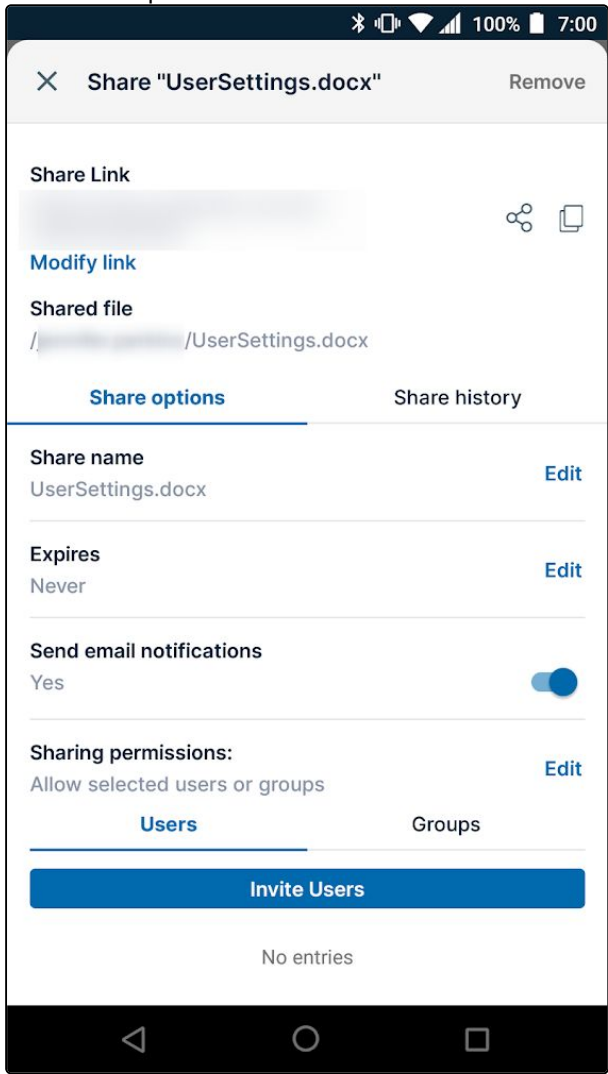 100% 7:00
Share "UserSettings.docx" Remove
Share Link
Modify link
Shared file
/ /UserSettings.docx
Share options Share history
Share name
UserSettings.docx
Edit
Expires
Never
Edit
Send email notifications
Yes
Sharing permissions:
Allow selected users or groups
Edit
Users Groups
Invite Users
No entries